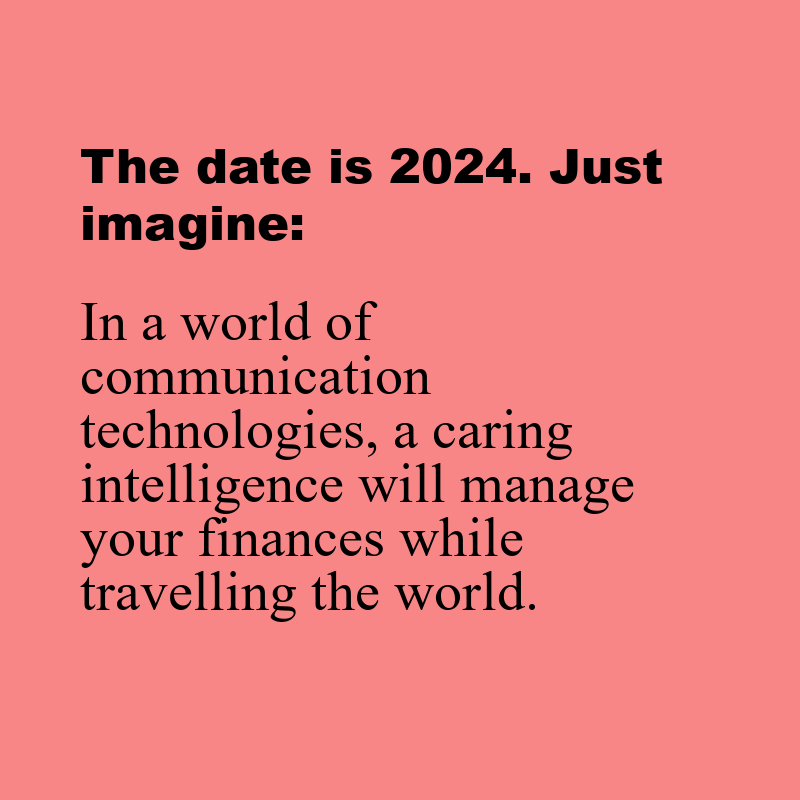 The date is 2024. Just
imagine:
In a world of
communication
technologies, a caring
intelligence will manage
your finances while
travelling the world.